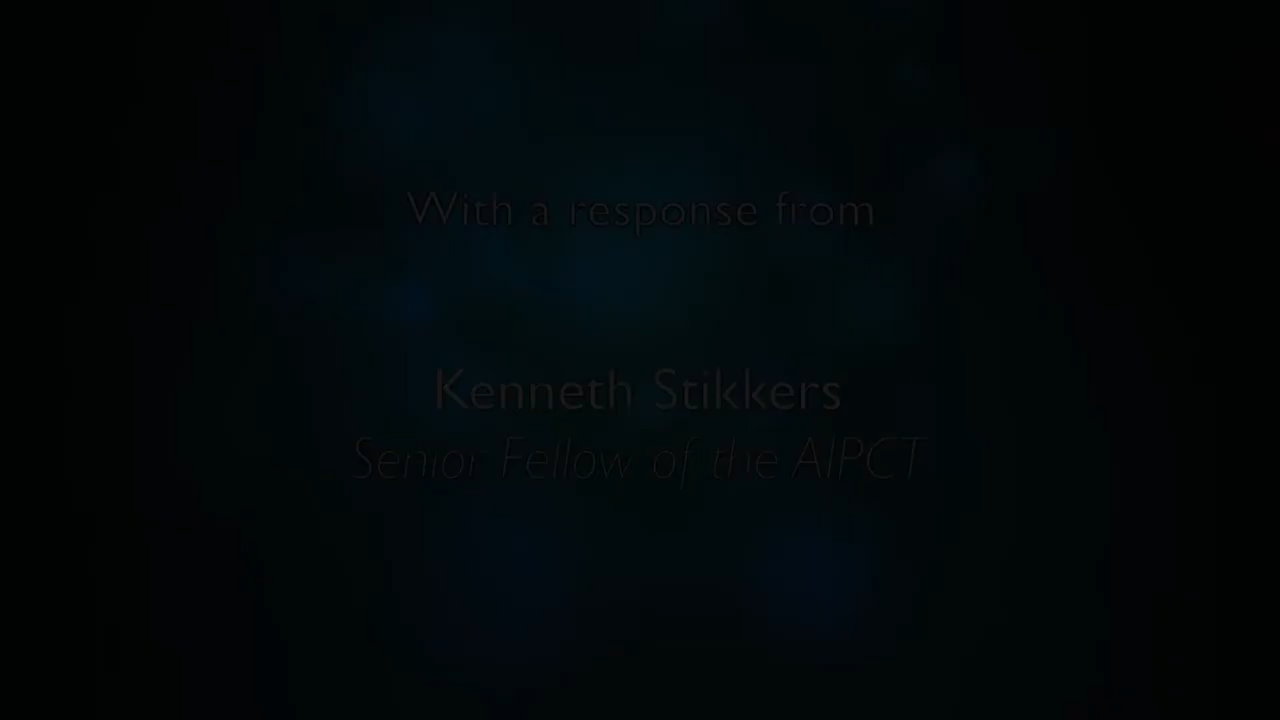 With a response from
Kenneth Stikkers
Senior Fellow of the AIPCT